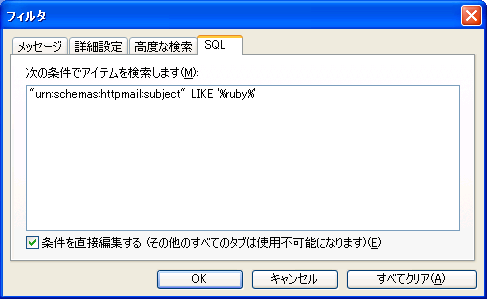 フィルタ
メッセージ 詳細設定 高度な検索 SQL
次の条件でアイテムを検索します(M):
"urn:schemas:httpmail:subject" LIKE '%ruby%'
条件を直接編集する (その他のすべてのタブは使用不可能になります)(E)
OK キャンセル すべてクリア(A)